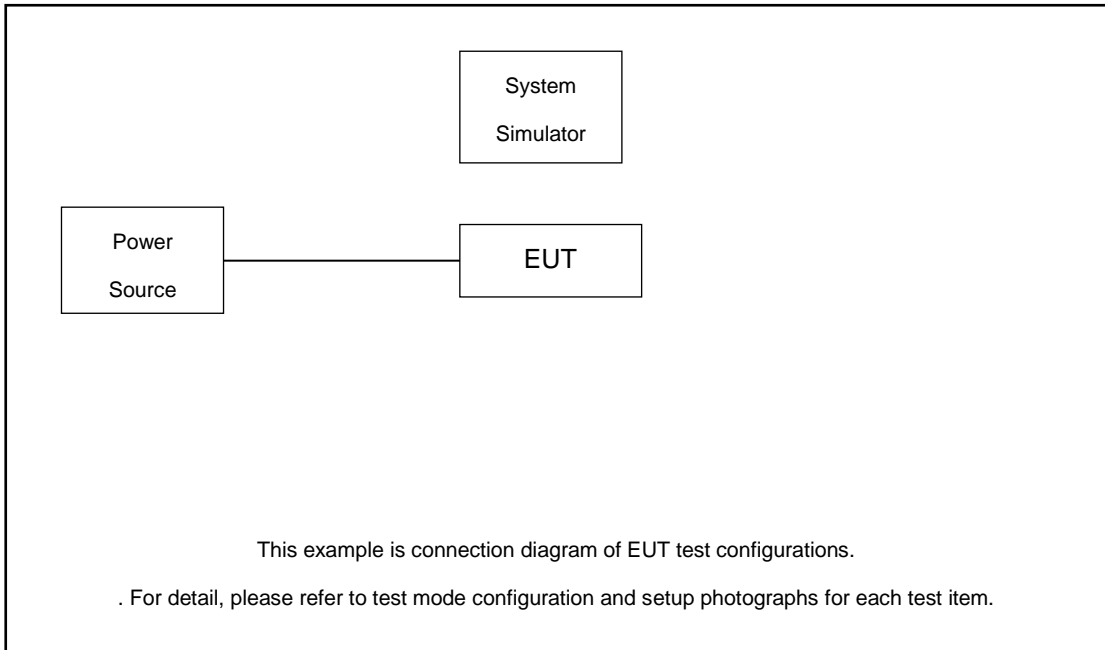 System
Simulator
Power
Source
EUT
This example is connection diagram of EUT test configurations.
. For detail, please refer to test mode configuration and setup photographs for each test item.